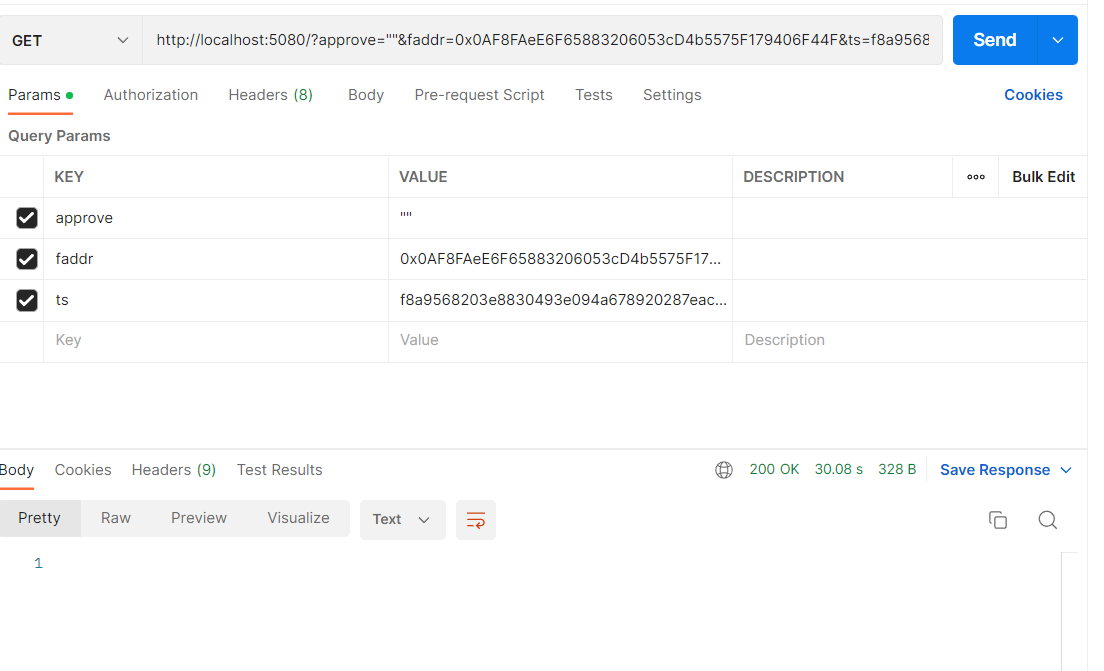 GET http://localhost:5080/?approve=""&faddr=0x0AF8FAeE6F65883206053cD4b5575F179406F44F&ts=f8a9568 Send
Params Authorization Headers (8) Body Pre-request Script Tests Settings Cookies
Query Params
KEY VALUE DESCRIPTION ooo Bulk Edit
approve ""
faddr 0x0AF8FAeE6F65883206053cD4b5575F17...
ts f8a9568203e8830493e094a678920287eac...
Key Value Description
Body Cookies Headers (9) Test Results 200 OK 30.08 s 328 B Save Response
Pretty Raw Preview Visualize Text
1